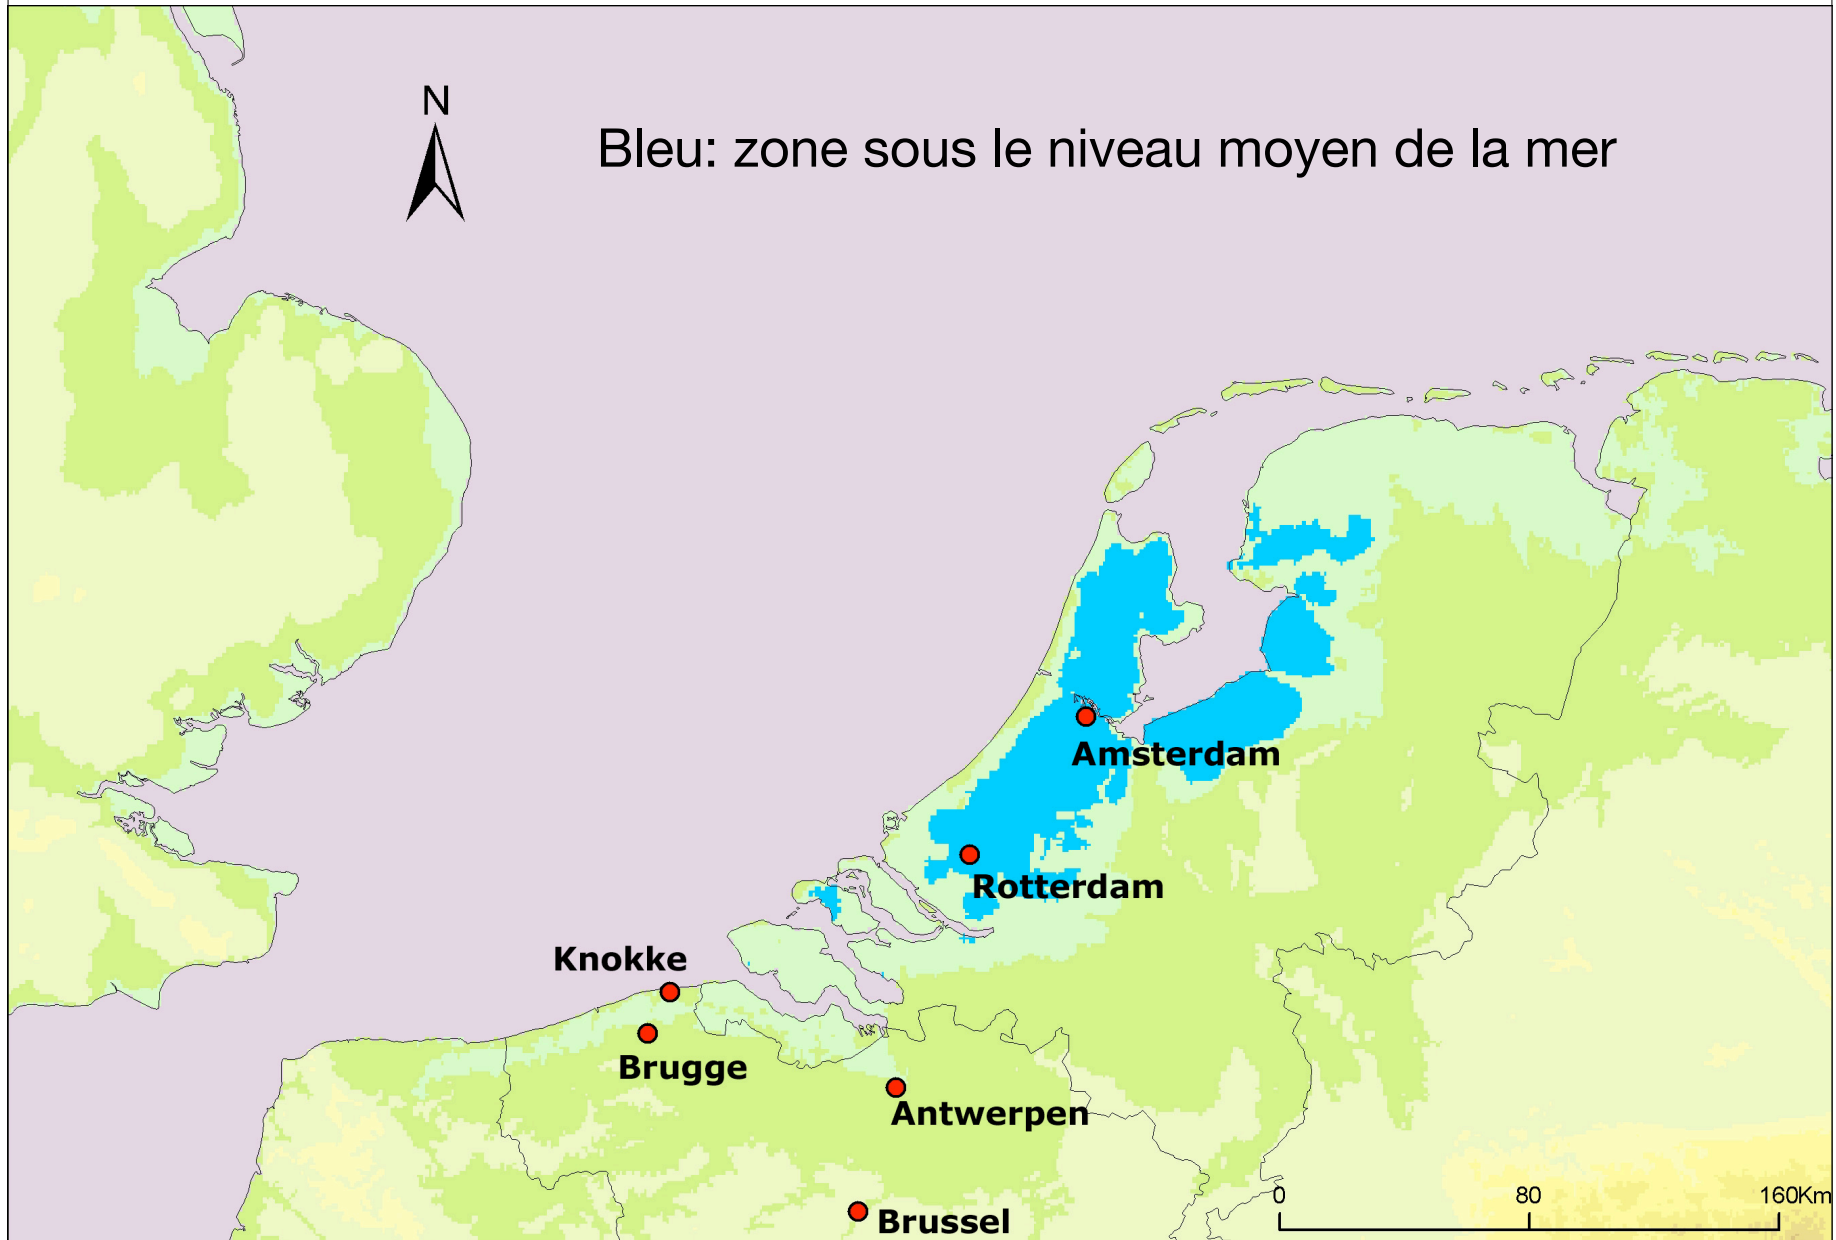 N
Bleu: zone sous le niveau moyen de la mer
Amsterdam
Rotterdam
Knokke
Brugge
Antwerpen
Brussel
0 80 160Km